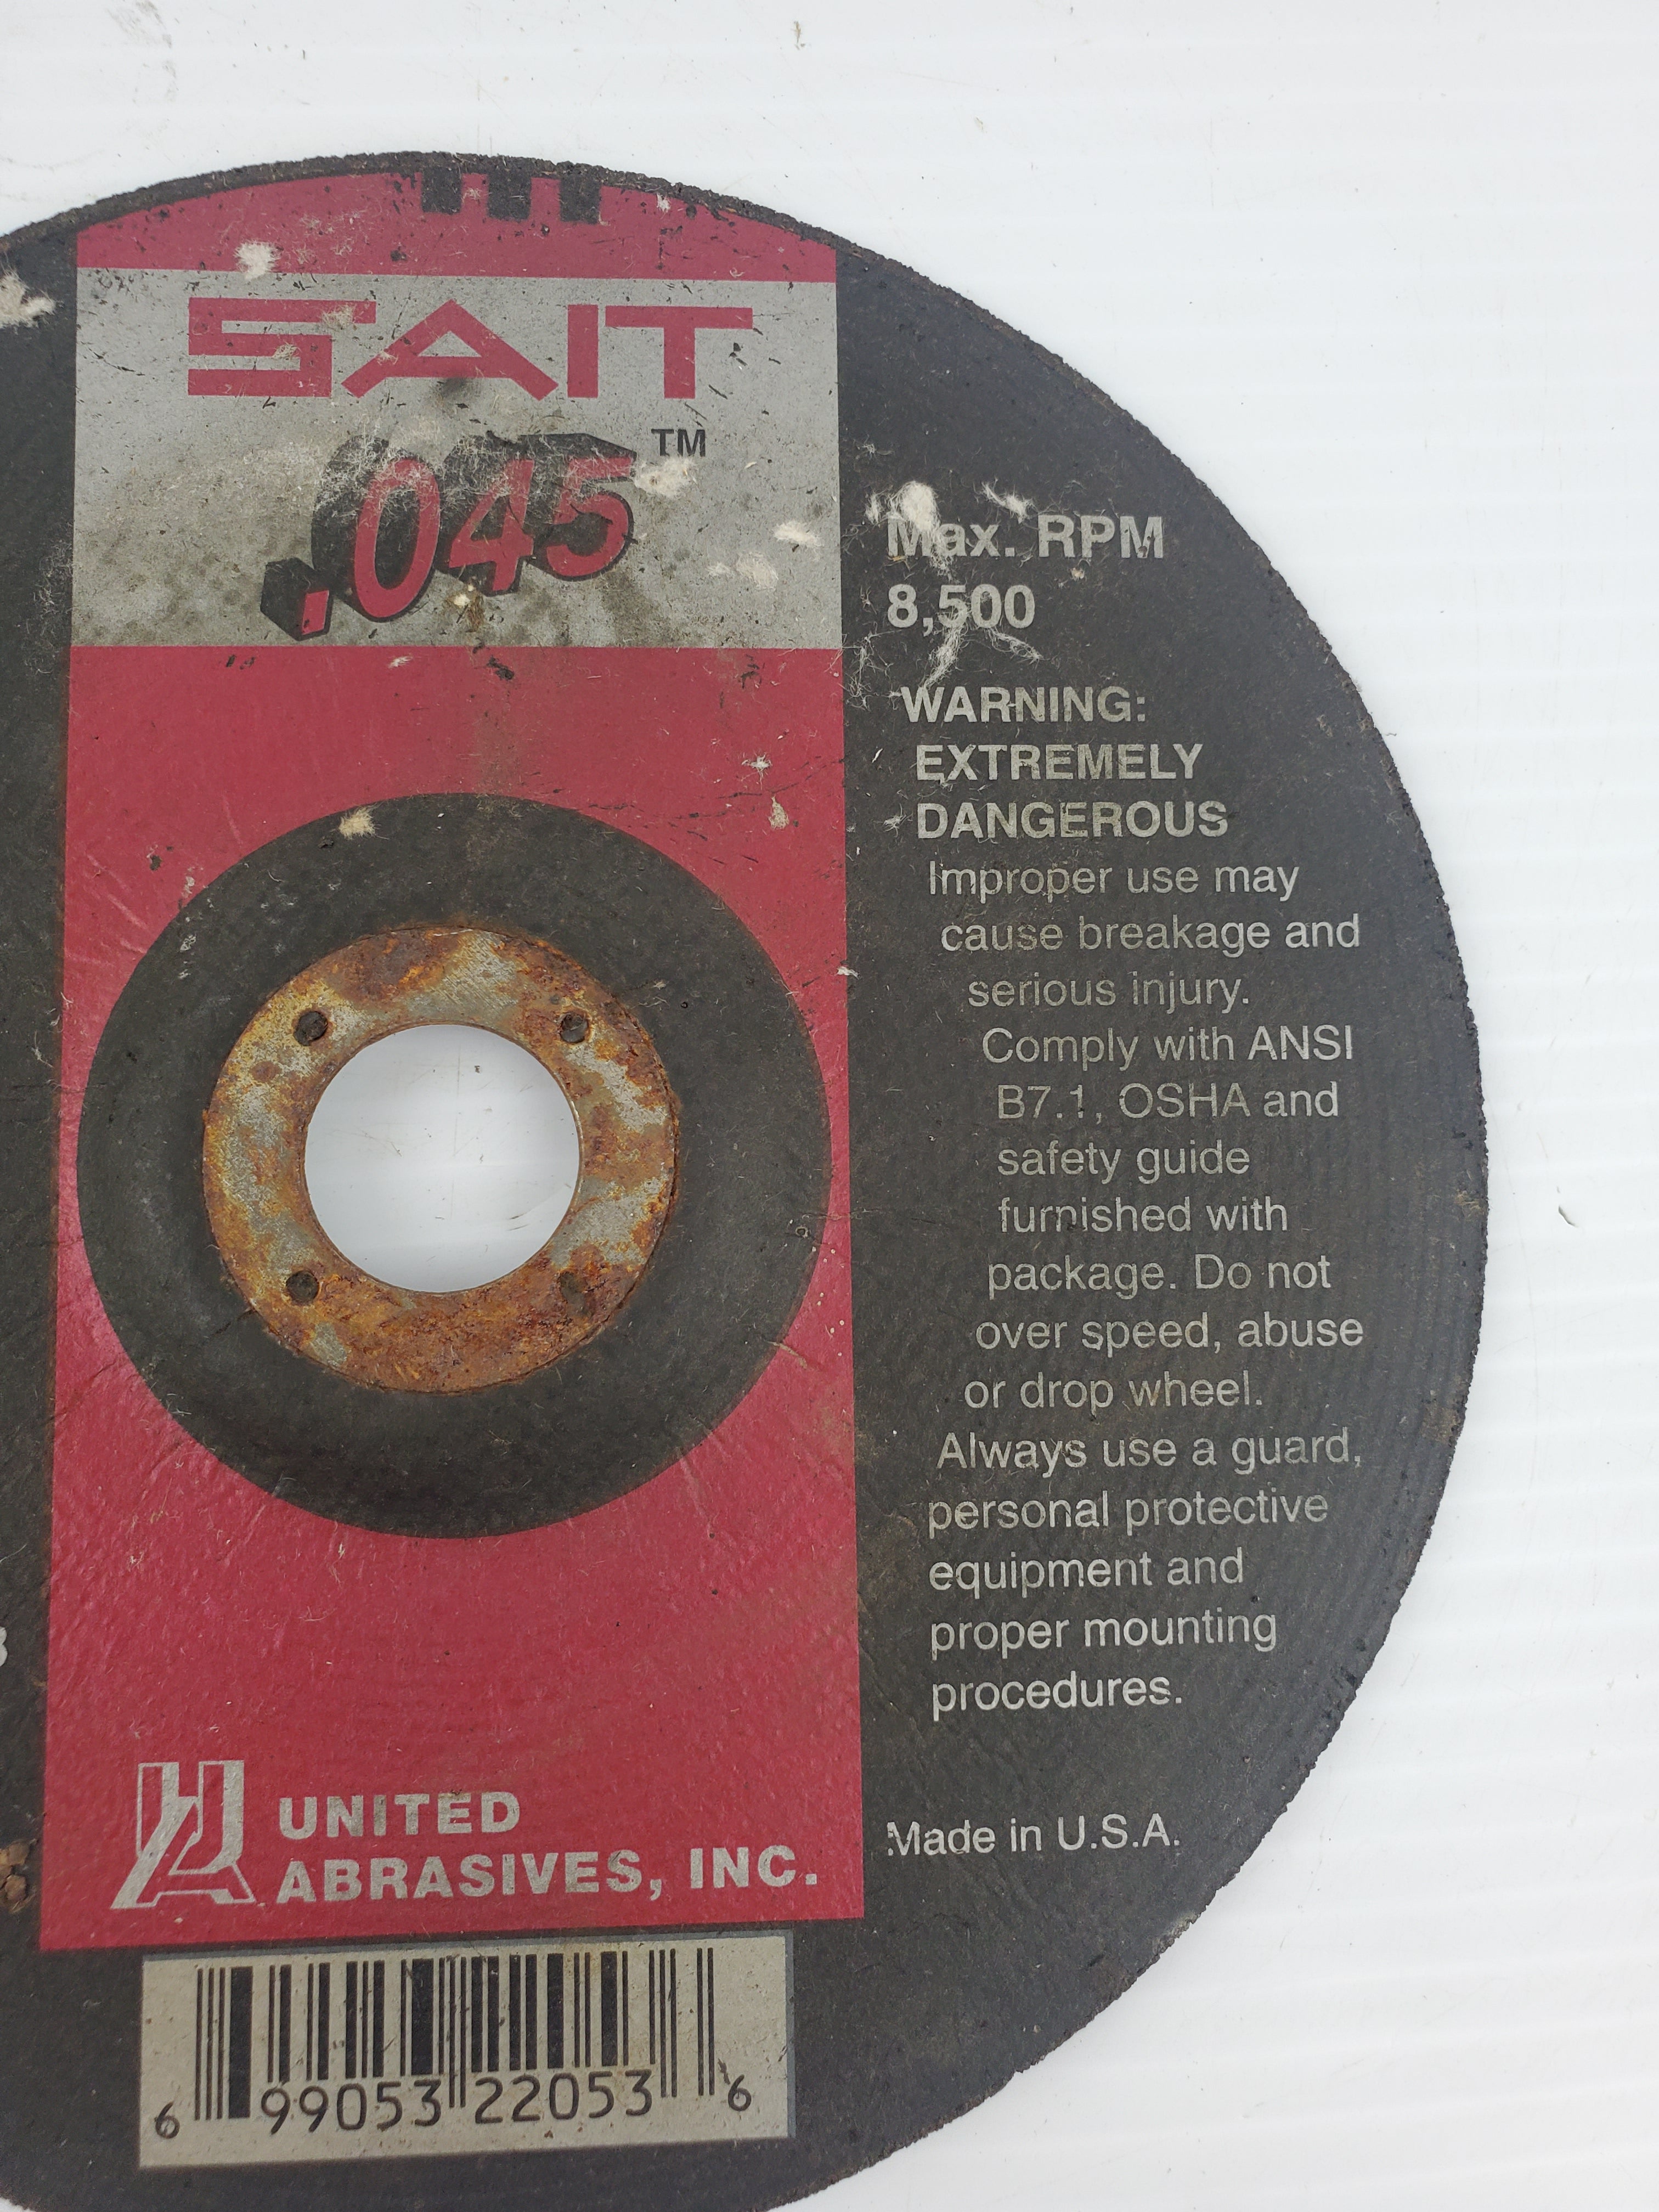 SAIT
.045™
Max. RPM
8,500
WARNING:
EXTREMELY
DANGEROUS
Improper use may
cause breakage and
serious injury.
Comply with ANSI
B7.1, OSHA and
safety guide
furnished with
package. Do not
over speed, abuse
or drop wheel.
Always use a guard,
personal protective
equipment and
proper mounting
procedures.
UNITED
ABRASIVES, INC.
Made in U.S.A.
6 99053 22053 6